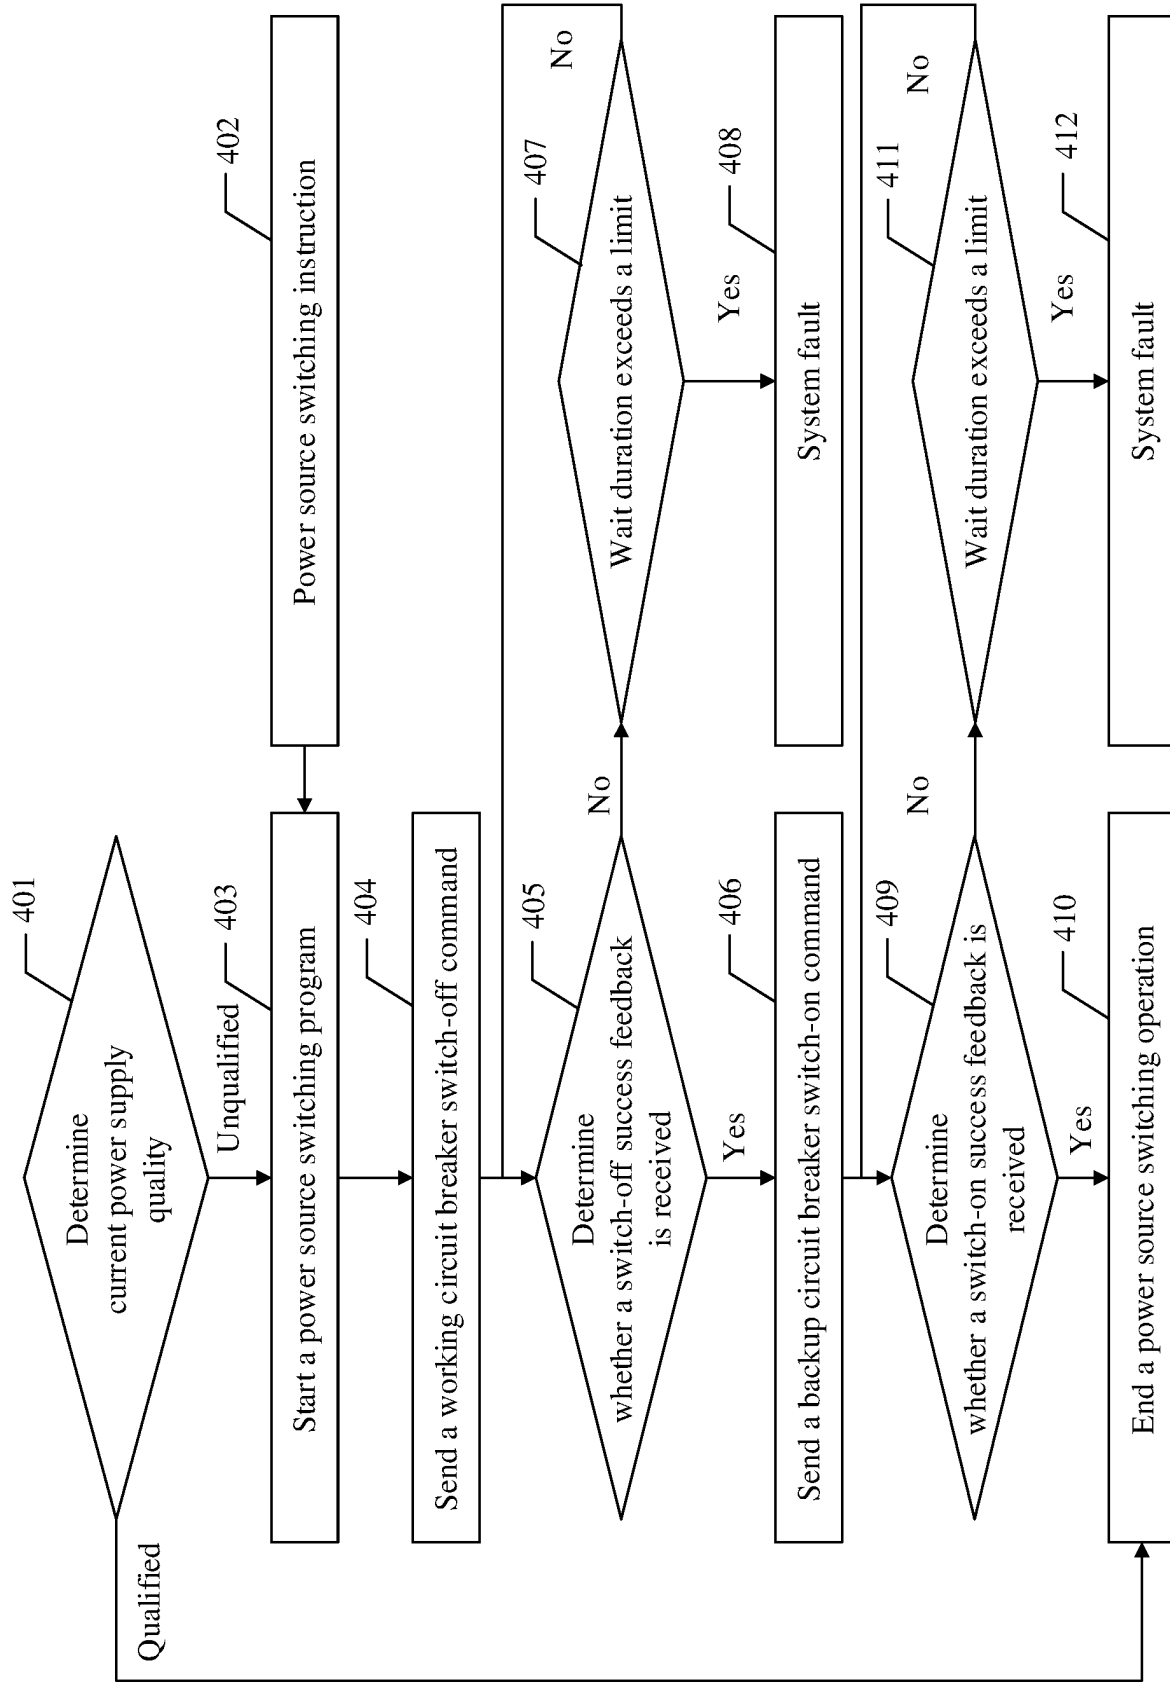 401
Determine
current power supply
quality
Qualified
Unqualified
402
Power source switching instruction
403
Start a power source switching program
404
Send a working circuit breaker switch-off command
405
Determine
whether a switch-off success feedback
is received
No
Yes
407
Wait duration exceeds a limit
No
Yes
406
Send a backup circuit breaker switch-on command
408
System fault
409
Determine
whether a switch-on success feedback is
received
No
Yes
411
Wait duration exceeds a limit
No
Yes
410
End a power source switching operation
412
System fault